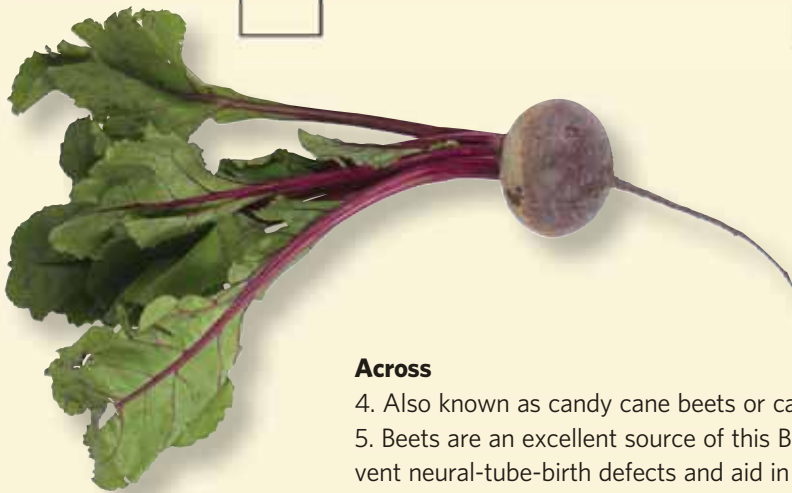 Across
4. Also known as candy cane beets or ca
5. Beets are an excellent source of this B
vent neural-tube-birth defects and aid in